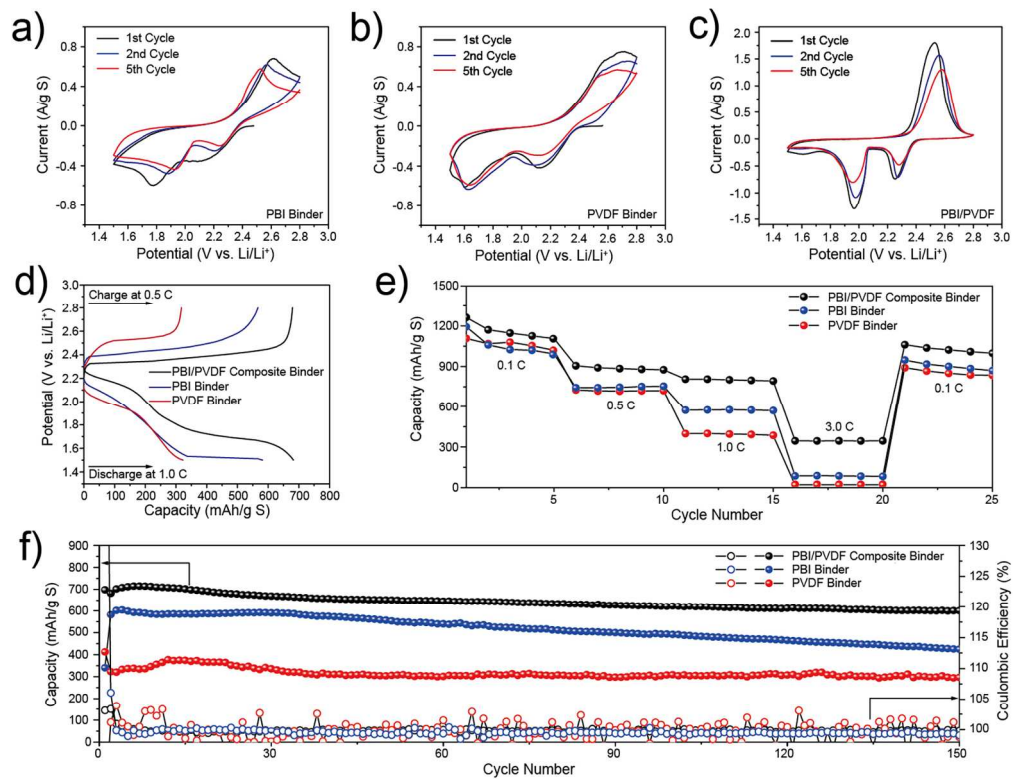 a)
1st Cycle
2nd Cycle
5th Cycle
0.8
0.4
0.0
-0.4
-0.8
Current (A/g S)
PBI Binder
1.4 1.6 1.8 2.0 2.2 2.4 2.6 2.8 3.0
Potential (V vs. Li/Li⁺)
b)
1st Cycle
2nd Cycle
5th Cycle
0.8
0.4
0.0
-0.4
-0.8
Current (A/g S)
PVDF Binder
1.4 1.6 1.8 2.0 2.2 2.4 2.6 2.8 3.0
Potential (V vs. Li/Li⁺)
c)
1st Cycle
2nd Cycle
5th Cycle
2.0
1.5
1.0
0.5
0.0
-0.5
-1.0
-1.5
Current (A/g S)
PBI/PVDF
1.4 1.6 1.8 2.0 2.2 2.4 2.6 2.8 3.0
Potential (V vs. Li/Li⁺)
d)
Charge at 0.5 C
3.0
2.8
2.6
2.4
2.2
2.0
1.8
1.6
1.4
Potential (V vs. Li/Li⁺)
PBI/PVDF Composite Binder
PBI Binder
PVDF Binder
Discharge at 1.0 C
0 100 200 300 400 500 600 700 800
Capacity (mAh/g S)
e)
PBI/PVDF Composite Binder
PBI Binder
PVDF Binder
1500
1200
900
600
300
0
Capacity (mAh/g S)
0.1 C
0.5 C
1.0 C
3.0 C
0.1 C
5 10 15 20 25
Cycle Number
f)
900
800
700
600
500
400
300
200
100
0
Capacity (mAh/g S)
PBI/PVDF Composite Binder
PBI Binder
PVDF Binder
130
125
120
115
110
105
100
Coulombic Efficiency (%)
0 30 60 90 120 150
Cycle Number